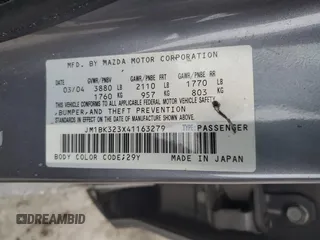 MFD. BY MAZDA MOTOR CORPORATION
GVWR/PNBV GAWR/PNBE FRT GAWR/PNBE RR
03/04 3880 LB 2110 LB 1770 LB
1760 KG 957 KG 803 KG
THIS VEHICLE CONFORMS TO ALL APPLICABLE FEDERAL MOTOR VEHICLE SAFETY,
BUMPER, AND THEFT PREVENTION
STANDARDS IN EFFECT ON THE DATE OF MANUFACTURE SHOWN ABOVE.
JM1BK323X41163279 TYPE:PASSENGER
BODY COLOR CODE:29Y MADE IN JAPAN
©AUTOBIDMASTER